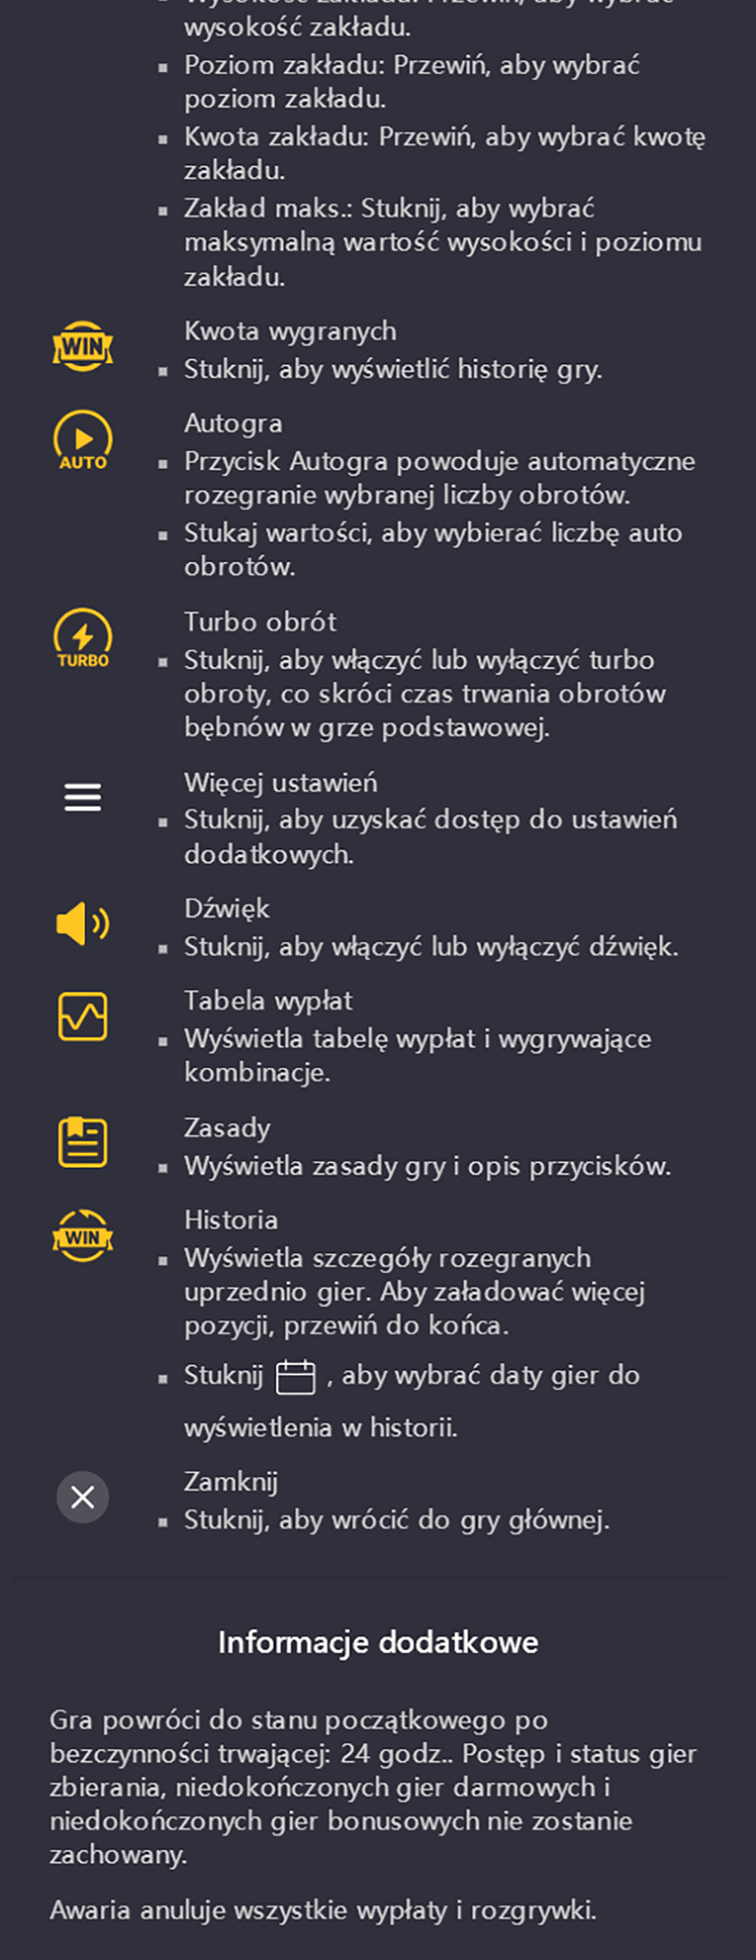 wysokość zakładu.
▪ Poziom zakładu: Przewiń, aby wybrać
poziom zakładu.
▪ Kwota zakładu: Przewiń, aby wybrać kwotę
zakładu.
▪ Zakład maks.: Stuknij, aby wybrać
maksymalną wartość wysokości i poziomu
zakładu.
WIN
Kwota wygranych
▪ Stuknij, aby wyświetlić historię gry.
AUTO
Autogra
▪ Przycisk Autogra powoduje automatyczne
rozegranie wybranej liczby obrotów.
▪ Stukaj wartości, aby wybierać liczbę auto
obrotów.
TURBO
Turbo obrót
▪ Stuknij, aby włączyć lub wyłączyć turbo
obroty, co skróci czas trwania obrotów
bębnów w grze podstawowej.
Więcej ustawień
▪ Stuknij, aby uzyskać dostęp do ustawień
dodatkowych.
Dźwięk
▪ Stuknij, aby włączyć lub wyłączyć dźwięk.
Tabela wypłat
▪ Wyświetla tabelę wypłat i wygrywające
kombinacje.
Zasady
▪ Wyświetla zasady gry i opis przycisków.
WIN
Historia
▪ Wyświetla szczegóły rozegranych
uprzednio gier. Aby załadować więcej
pozycji, przewiń do końca.
▪ Stuknij , aby wybrać daty gier do
wyświetlenia w historii.
Zamknij
▪ Stuknij, aby wrócić do gry głównej.
Informacje dodatkowe
Gra powróci do stanu początkowego po
bezczynności trwającej: 24 godz.. Postęp i status gier
zbierania, niedokończonych gier darmowych i
niedokończonych gier bonusowych nie zostanie
zachowany.
Awaria anuluje wszystkie wypłaty i rozgrywki.